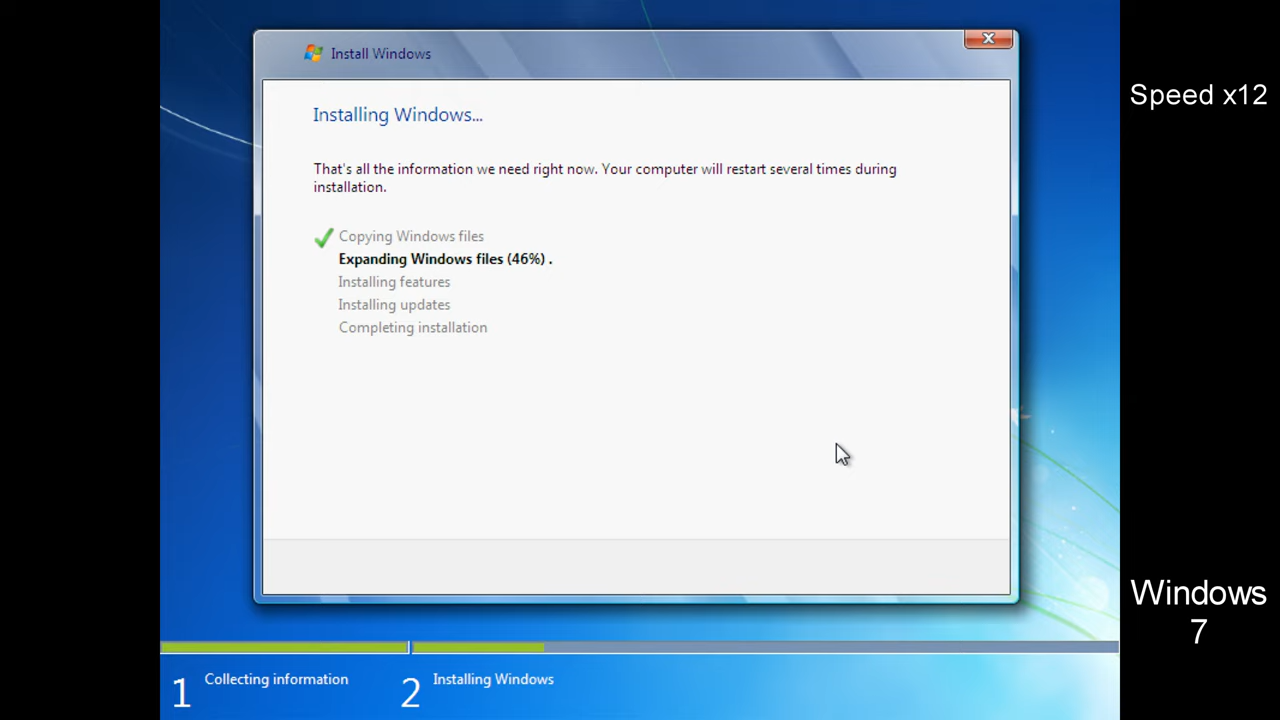 Install Windows
Speed x12
Installing Windows...
That's all the information we need right now. Your computer will restart several times during
installation.
Copying Windows files
Expanding Windows files (46%) .
Installing features
Installing updates
Completing installation
Windows
7
1 Collecting information
2 Installing Windows